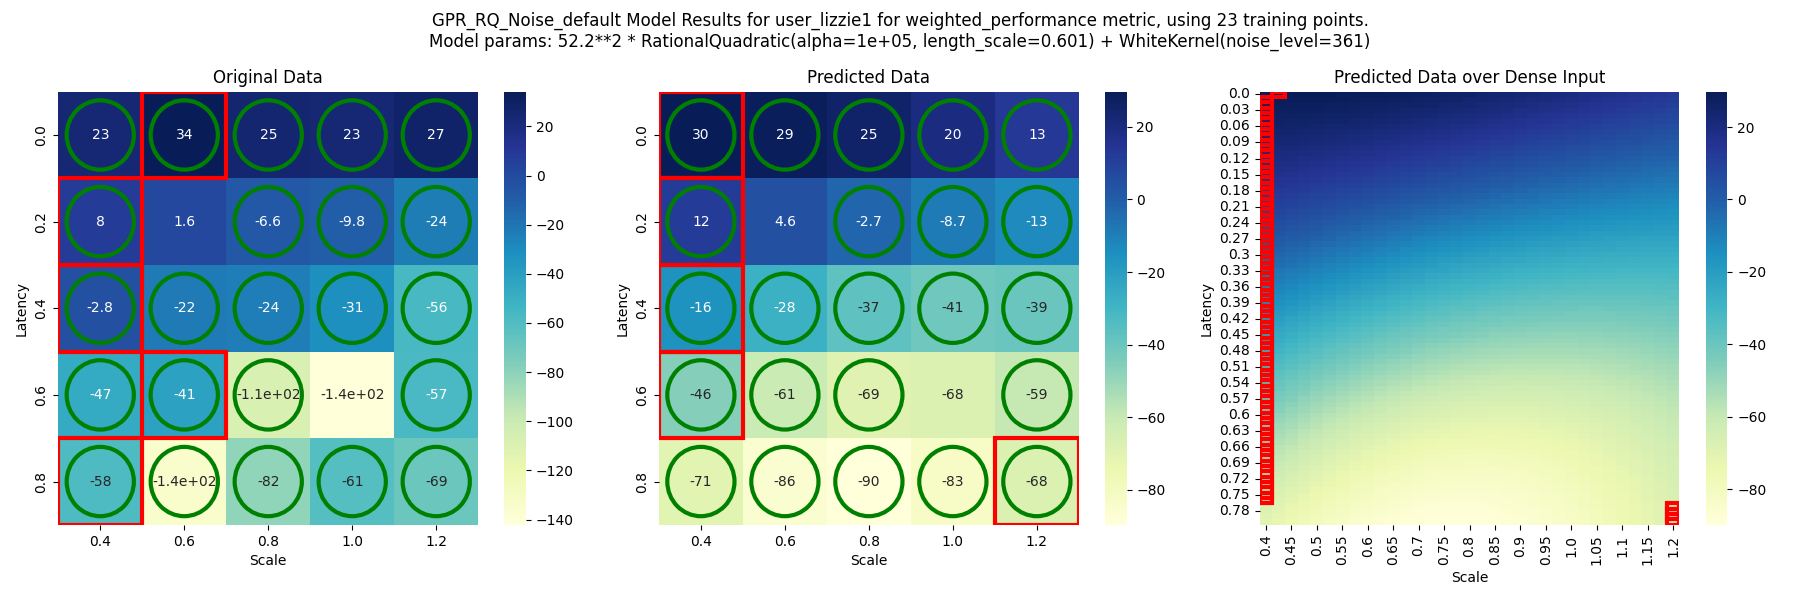 GPR_RQ_Noise_default Model Results for user_lizzie1 for weighted_performance metric, using 23 training points.
Model params: 52.2**2 * RationalQuadratic(alpha=1e+05, length_scale=0.601) + WhiteKernel(noise_level=361)
Original Data
Latency
0.0 23 34 25 23 27
0.2 8 1.6 -6.6 -9.8 -24
0.4 -2.8 -22 -24 -31 -56
0.6 -47 -41 -1.1e+02 -1.4e+02 -57
0.8 -58 -1.4e+02 -82 -61 -69
0.4 0.6 0.8 1.0 1.2
Scale
20
0
−20
−40
−60
−80
−100
−120
−140
Predicted Data
Latency
0.0 30 29 25 20 13
0.2 12 4.6 -2.7 -8.7 -13
0.4 -16 -28 -37 -41 -39
0.6 -46 -61 -69 -68 -59
0.8 -71 -86 -90 -83 -68
0.4 0.6 0.8 1.0 1.2
Scale
20
0
−20
−40
−60
−80
Predicted Data over Dense Input
Latency
0.0
0.03
0.06
0.09
0.12
0.15
0.18
0.21
0.24
0.27
0.3
0.33
0.36
0.39
0.42
0.45
0.48
0.51
0.54
0.57
0.6
0.63
0.66
0.69
0.72
0.75
0.78
0.4 0.45 0.5 0.55 0.6 0.65 0.7 0.75 0.8 0.85 0.9 0.95 1.0 1.05 1.1 1.15 1.2
Scale
20
0
−20
−40
−60
−80